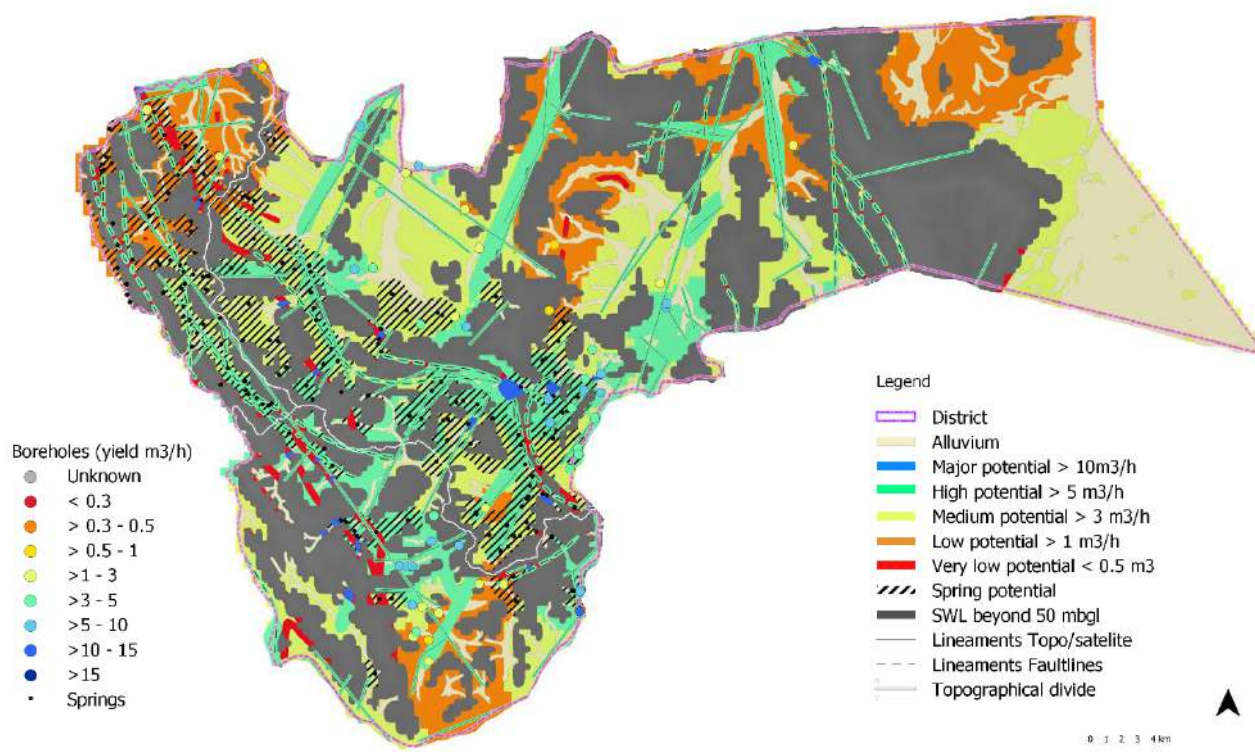 Boreholes (yield m3/h)
Unknown
< 0.3
> 0.3 - 0.5
> 0.5 - 1
>1 - 3
>3 - 5
>5 - 10
>10 - 15
>15
Springs
Legend
District
Alluvium
Major potential > 10m3/h
High potential > 5 m3/h
Medium potential > 3 m3/h
Low potential > 1 m3/h
Very low potential < 0.5 m3
Spring potential
SWL beyond 50 mbgl
Lineaments Topo/satelite
Lineaments Faultlines
Topographical divide
0 1 2 3 4 km